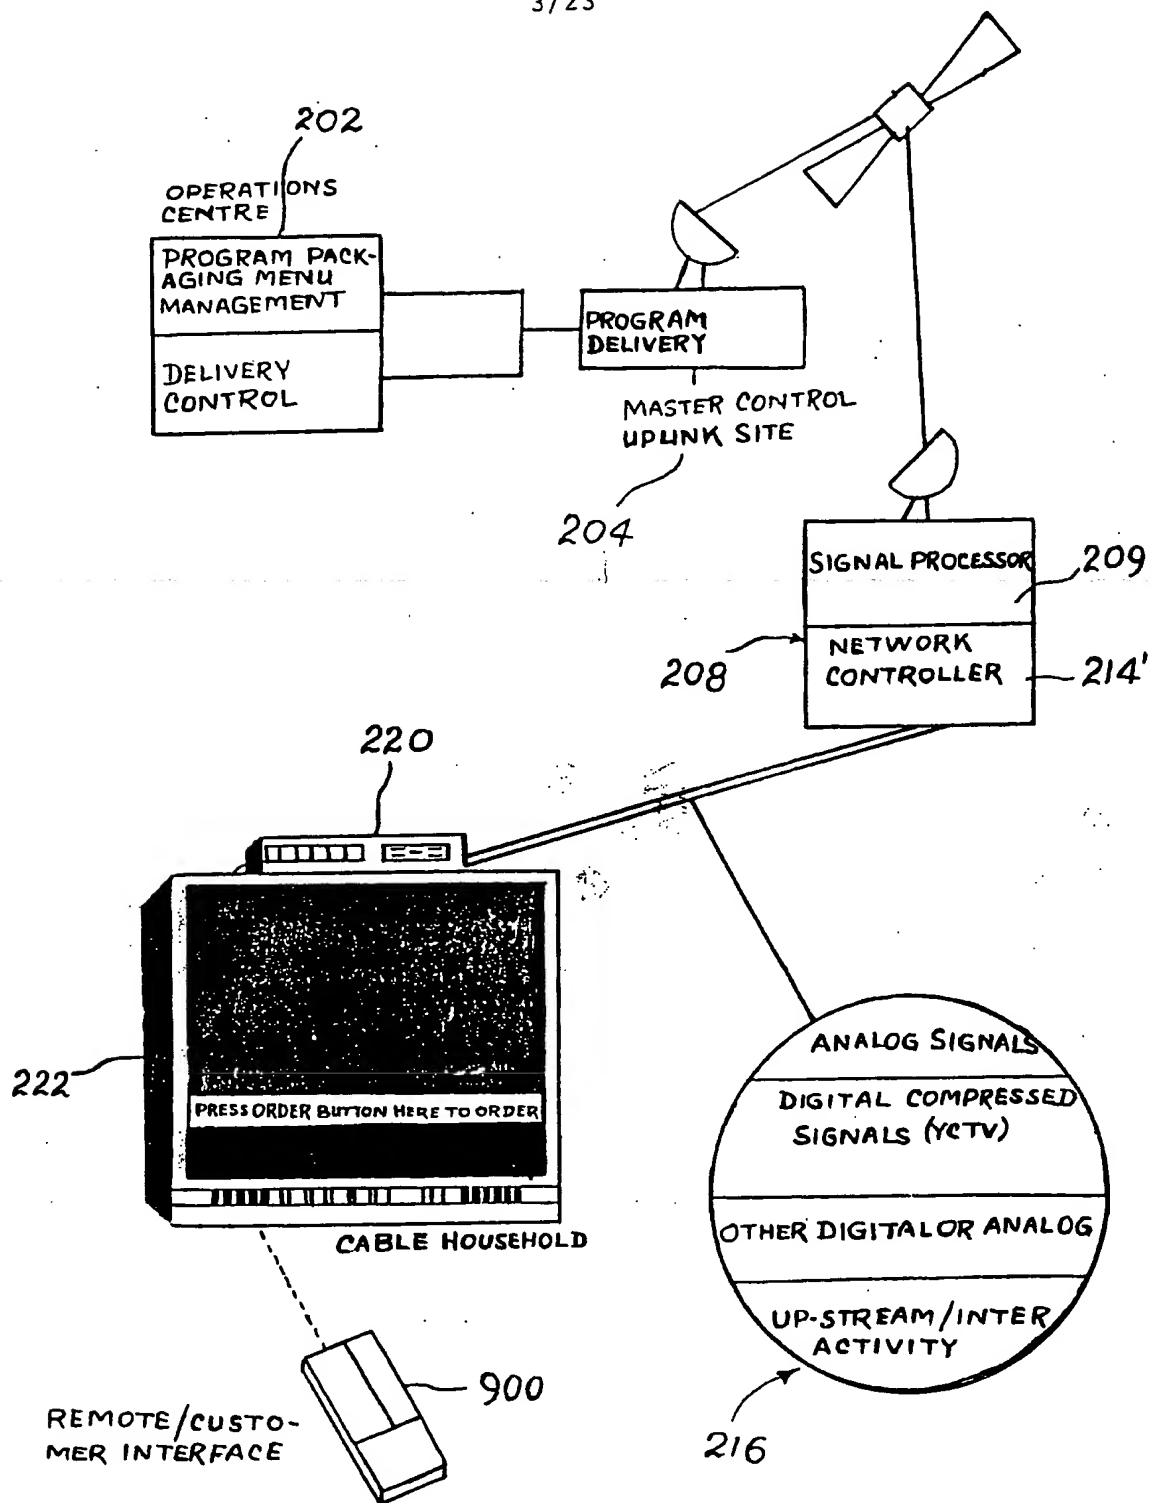 3/23
202
OPERATIONS
CENTRE
PROGRAM PACK-
AGING MENU
MANAGEMENT
DELIVERY
CONTROL
PROGRAM
DELIVERY
MASTER CONTROL
UPLINK SITE
204
SIGNAL PROCESSOR
209
NETWORK
CONTROLLER
208
214'
220
222
PRESS ORDER BUTTON HERE TO ORDER
CABLE HOUSEHOLD
ANALOG SIGNALS
DIGITAL COMPRESSED
SIGNALS (YCTV)
OTHER DIGITAL OR ANALOG
UP-STREAM/INTER
ACTIVITY
216
900
REMOTE/CUSTO-
MER INTERFACE